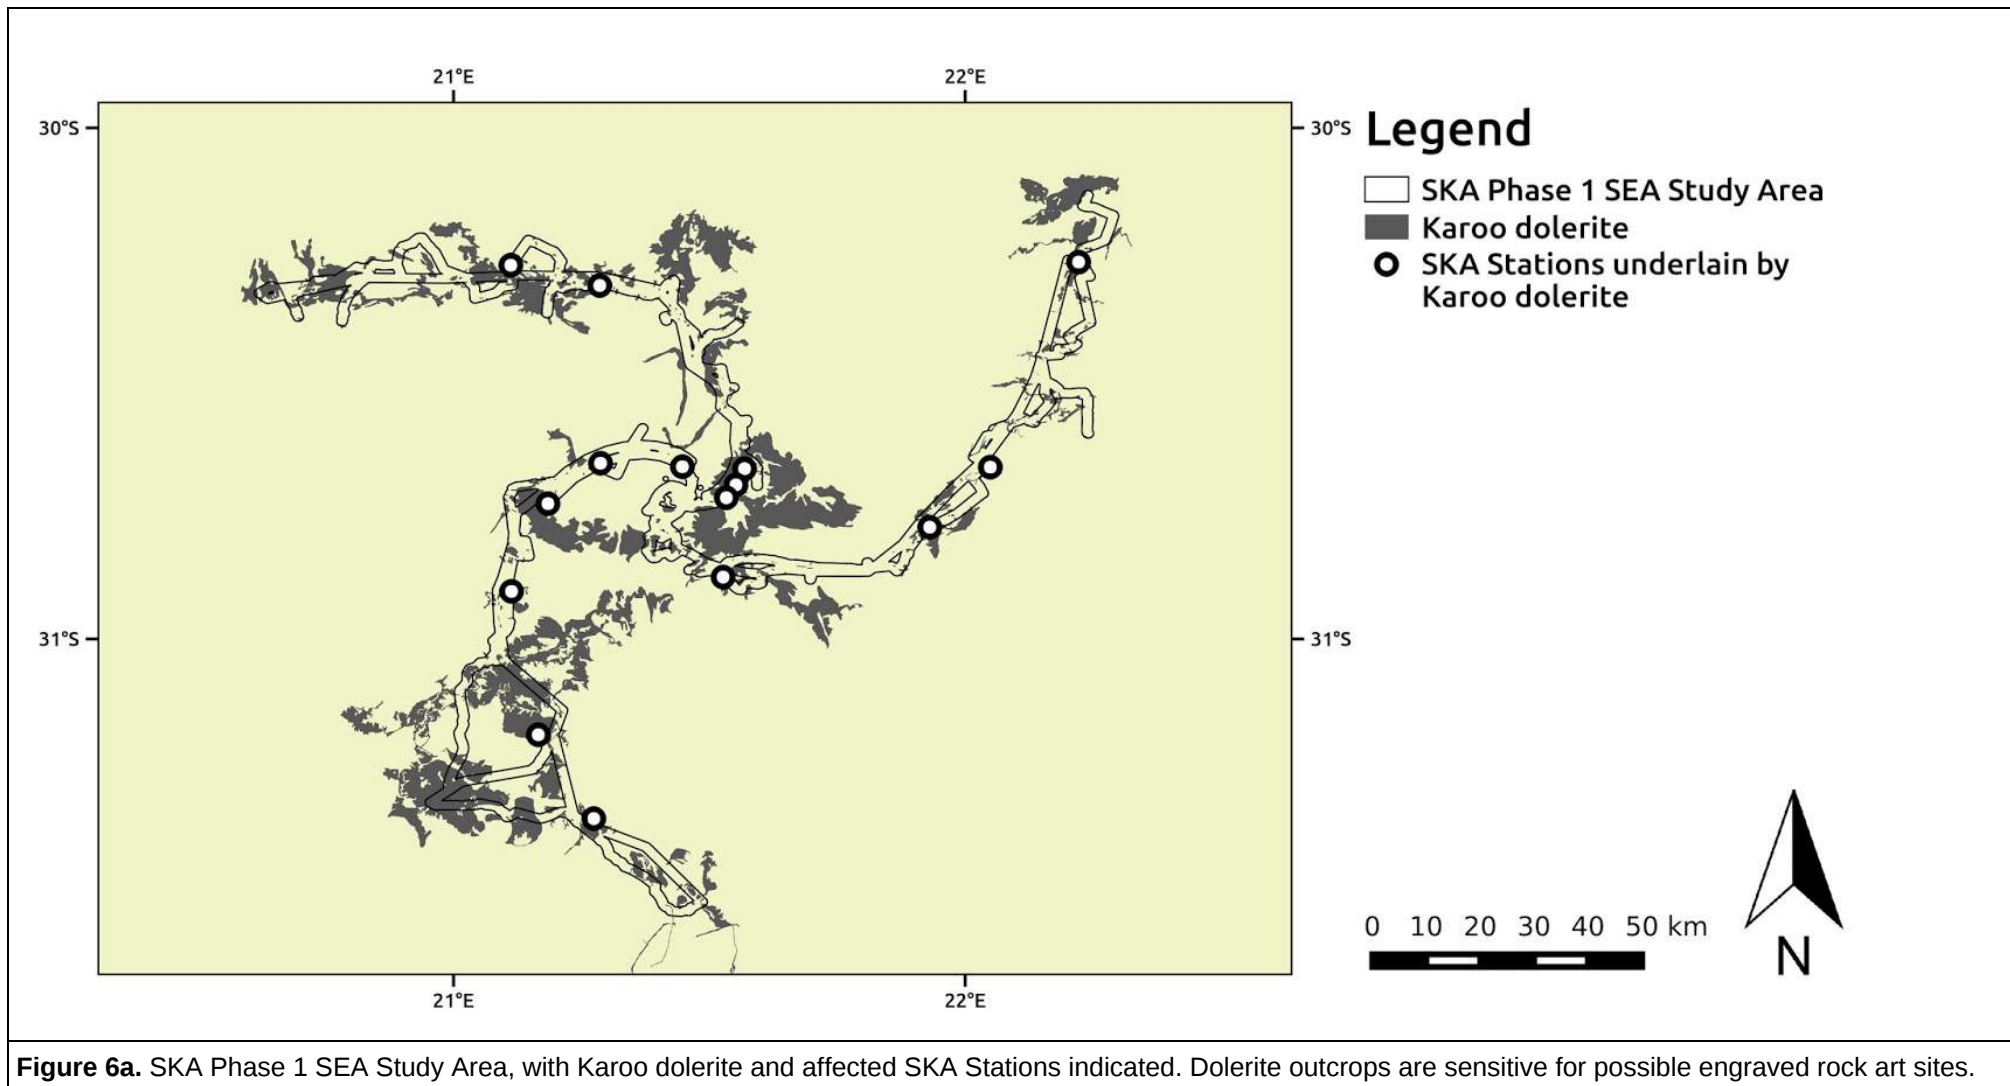 21°E 22°E
30°S 30°S
Legend
SKA Phase 1 SEA Study Area
Karoo dolerite
SKA Stations underlain by
Karoo dolerite
31°S 31°S
0 10 20 30 40 50 km
N
21°E 22°E
Figure 6a. SKA Phase 1 SEA Study Area, with Karoo dolerite and affected SKA Stations indicated. Dolerite outcrops are sensitive for possible engraved rock art sites.